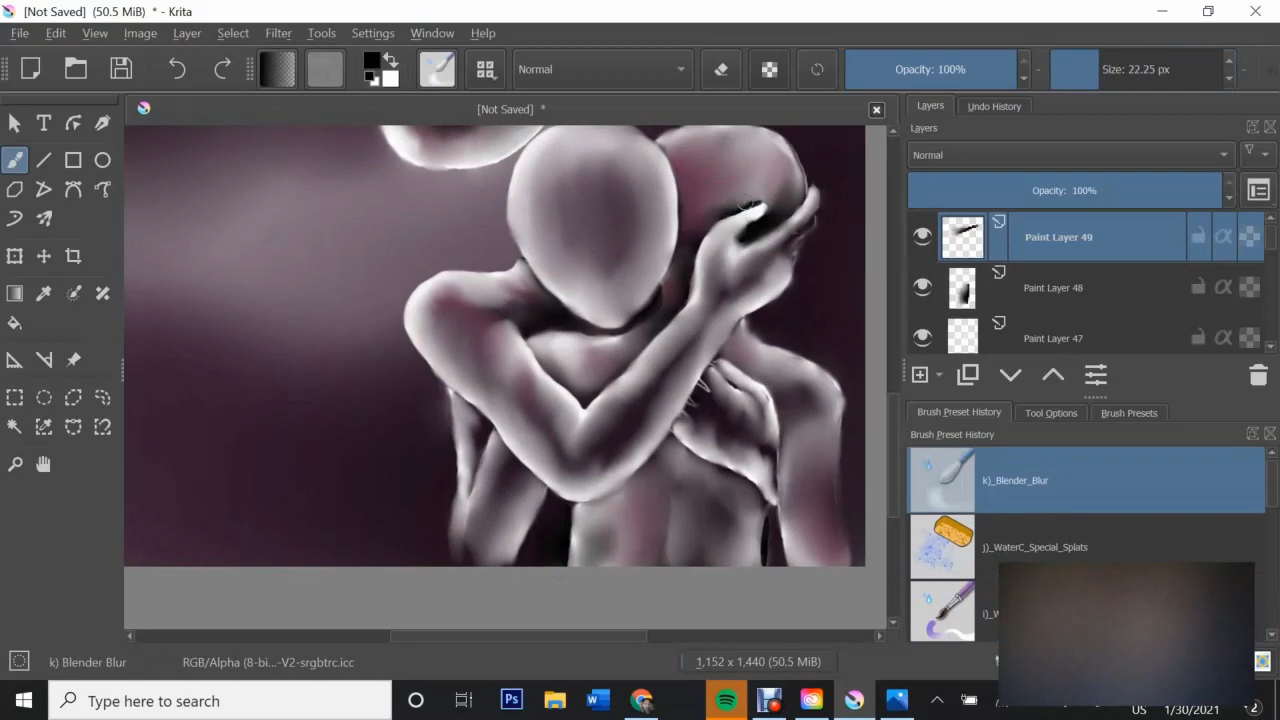 [Not Saved]  (50.5 MiB)  * - Krita
File Edit View Image Layer Select Filter Tools Settings Window Help
Normal
Opacity: 100%
Size: 22.25 px
[Not Saved]  *
Layers Undo History
Layers
Normal
Opacity:  100%
Paint Layer 49
Paint Layer 48
Paint Layer 47
Brush Preset History Tool Options Brush Presets
Brush Preset History
k)_Blender_Blur
j)_WaterC_Special_Splats
k) Blender Blur
RGB/Alpha (8-bi...-V2-srgbtrc.icc
1,152 x 1,440 (50.5 MiB)
Type here to search
Ps
W
US
1/30/2021
2